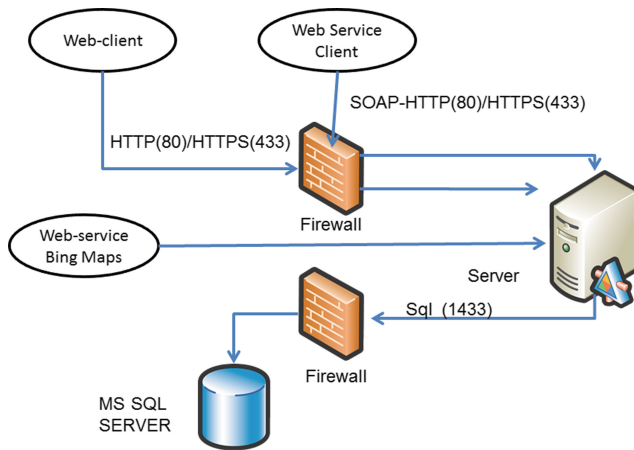 Web-client
Web Service
Client
SOAP-HTTP(80)/HTTPS(433)
HTTP(80)/HTTPS(433)
Firewall
Web-service
Bing Maps
Server
Sql (1433)
Firewall
MS SQL
SERVER